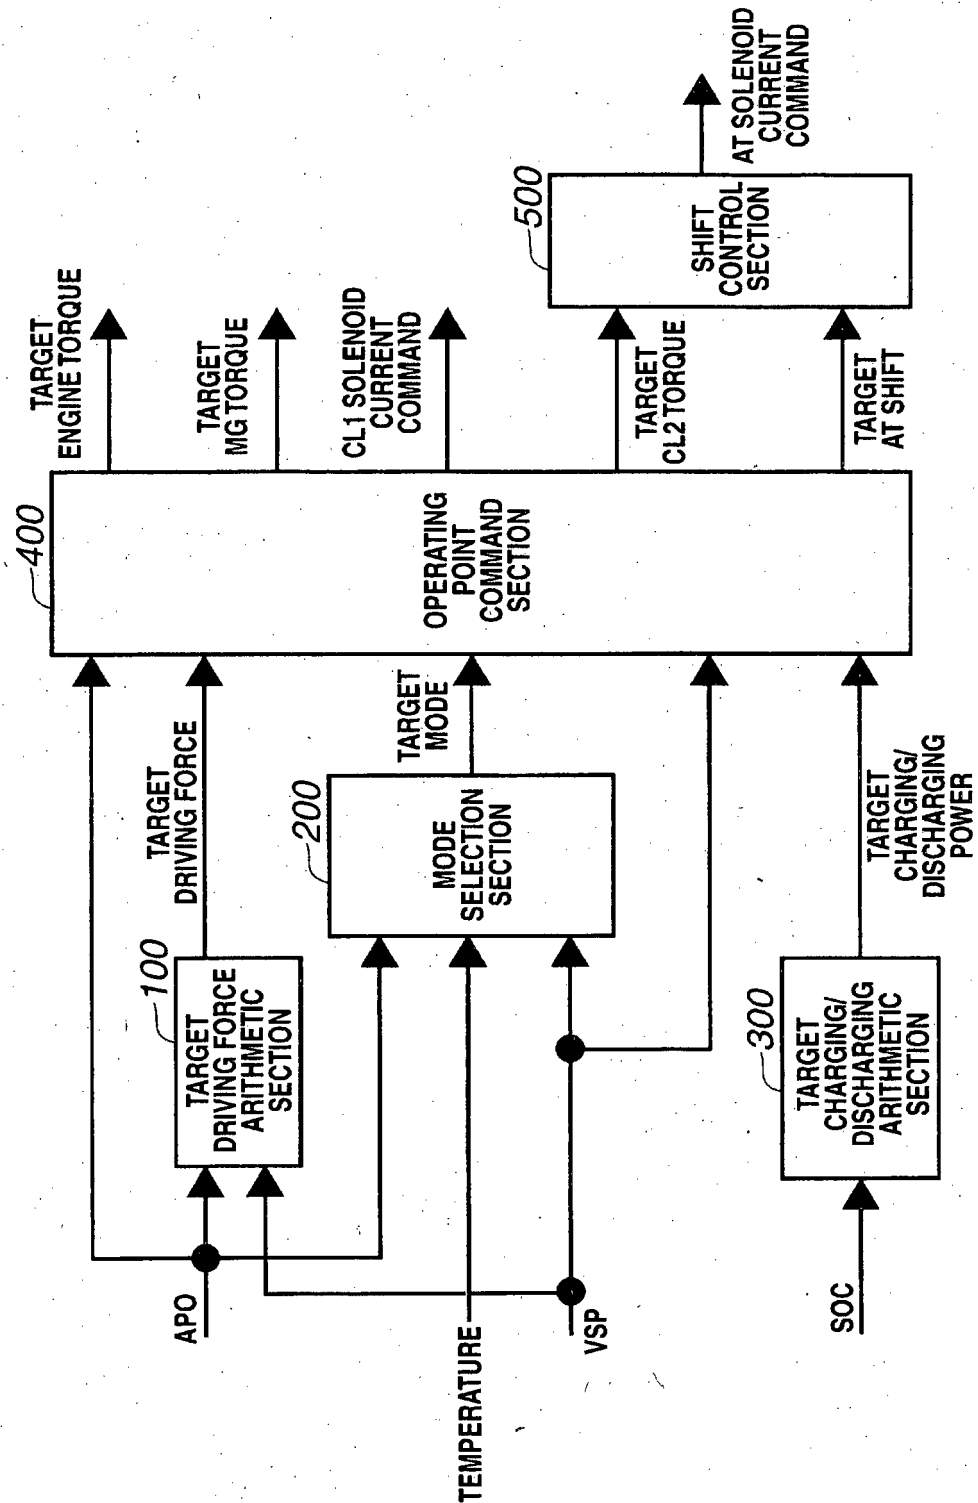 APO
TEMPERATURE
VSP
SOC
100
TARGET
DRIVING FORCE
ARITHMETIC
SECTION
TARGET
DRIVING FORCE
200
MODE
SELECTION
SECTION
TARGET
MODE
300
TARGET
CHARGING/
DISCHARGING
ARITHMETIC
SECTION
TARGET
CHARGING/
DISCHARGING
POWER
400
OPERATING
POINT
COMMAND
SECTION
TARGET
ENGINE TORQUE
TARGET
MG TORQUE
CL1 SOLENOID
CURRENT
COMMAND
TARGET
CL2 TORQUE
TARGET
AT SHIFT
500
SHIFT
CONTROL
SECTION
AT SOLENOID
CURRENT
COMMAND